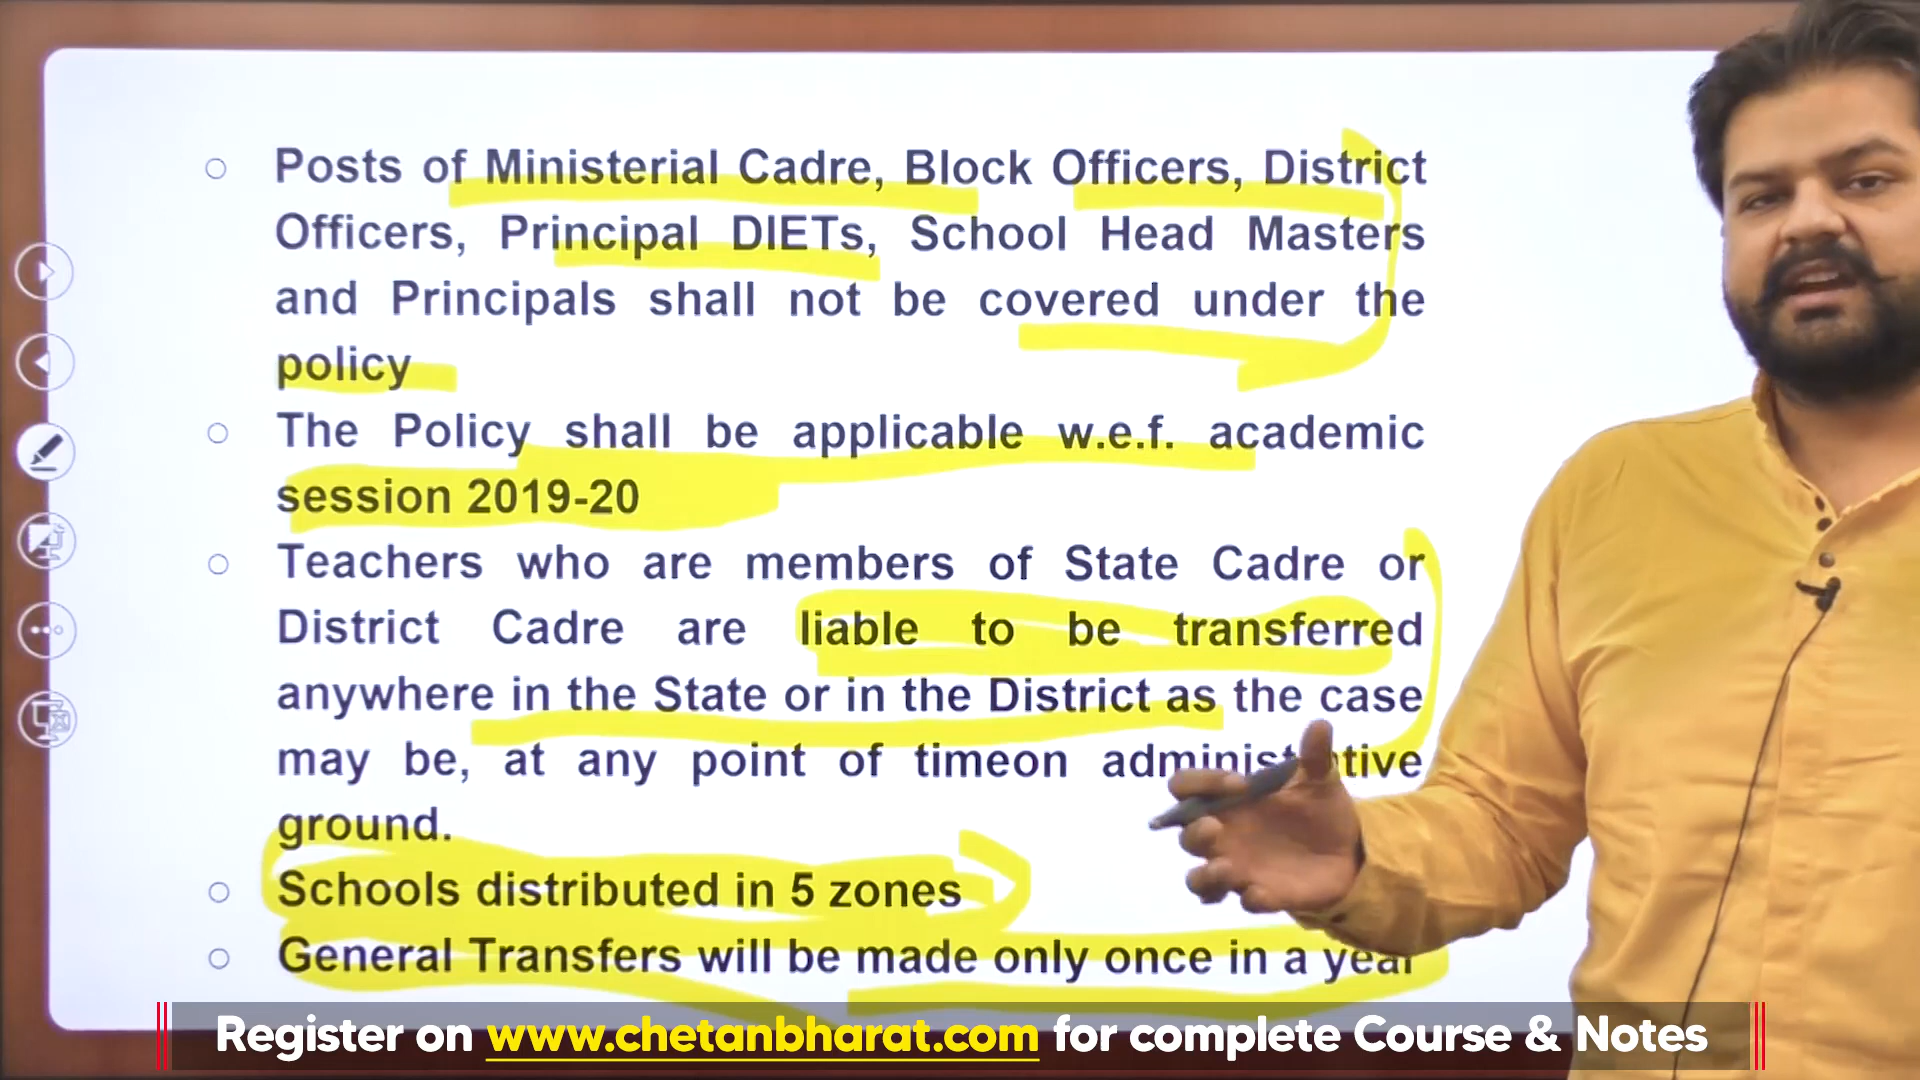 Posts of Ministerial Cadre, Block Officers, District
Officers, Principal DIETs, School Head Masters
and Principals shall not be covered under the
policy
The Policy shall be applicable w.e.f. academic
session 2019-20
Teachers who are members of State Cadre or
District Cadre are liable to be transferred
anywhere in the State or in the District as the case
may be, at any point of timeon
ground.
Schools distributed in 5 zones
General Transfers will be made only once in a year
Register on www.chetanbharat.com for complete Course & Notes